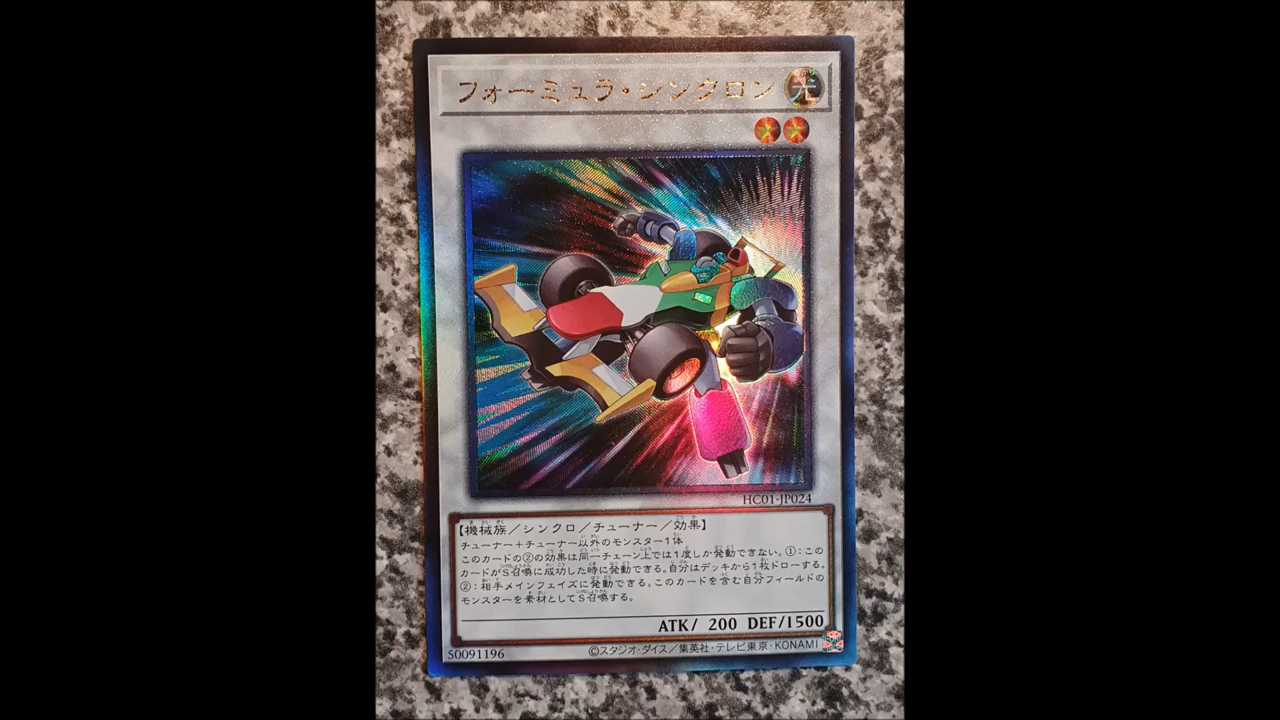 フォーミュラ・シンクロン
光
HC01-JP024
【機械族/シンクロ/チューナー/効果】
チューナー+チューナー以外のモンスター1体
このカードの②の効果は同一チェーン上では1度しか発動できない。①:この
カードがS召喚に成功した時に発動できる。自分はデッキから1枚ドローする。
②:相手メインフェイズに発動できる。このカードを含む自分フィールドの
モンスターを素材としてS召喚する。
ATK/ 200 DEF/1500
50091196 ©スタジオ・ダイス/集英社・テレビ東京・KONAMI